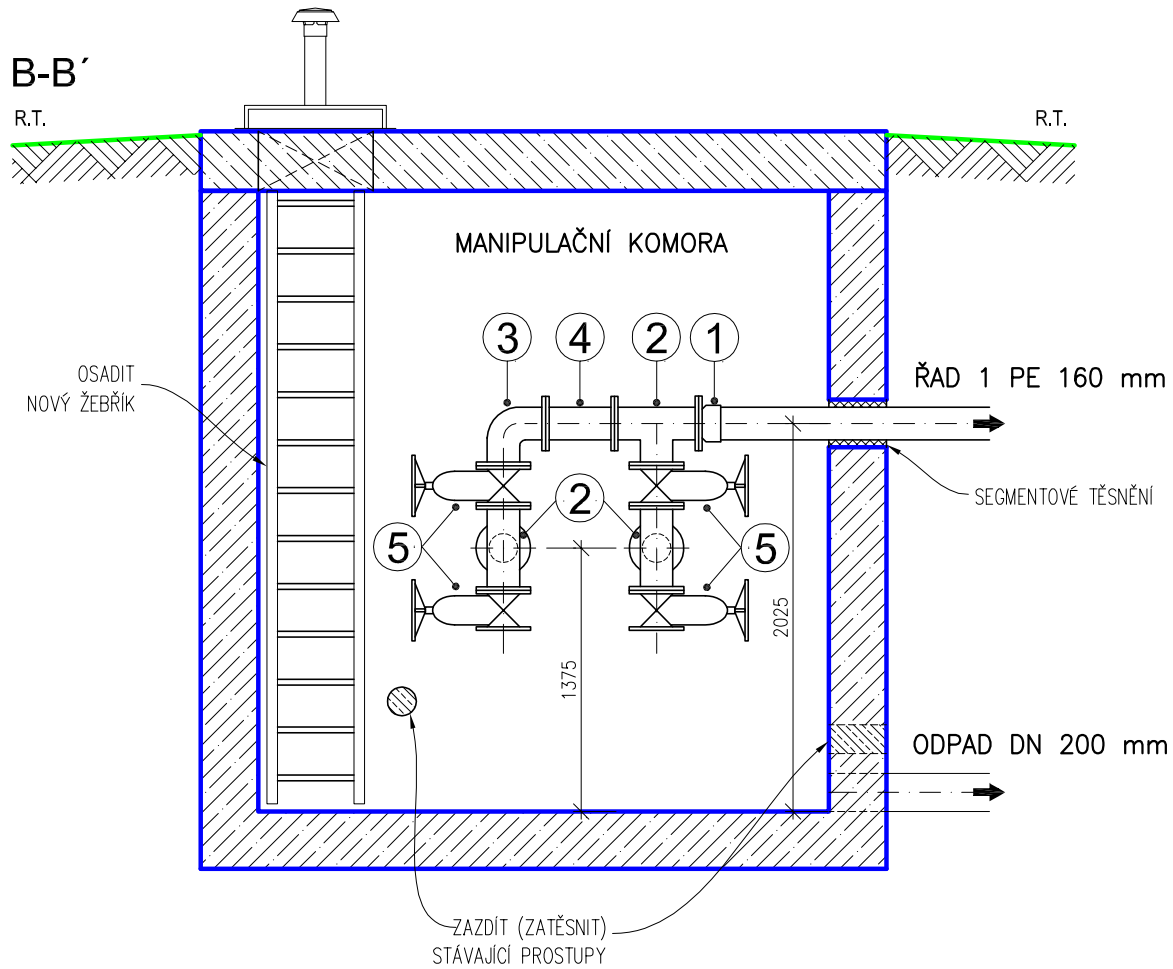 B-B´
R.T.
R.T.
MANIPULAČNÍ KOMORA
3
4
2
1
OSADIT
NOVÝ ŽEBŘÍK
ŘAD 1 PE 160 mm
SEGMENTOVÉ TĚSNĚNÍ
2
5
5
2025
1375
ODPAD DN 200 mm
ZAZDÍT (ZATĚSNIT)
STÁVAJÍCÍ PROSTUPY